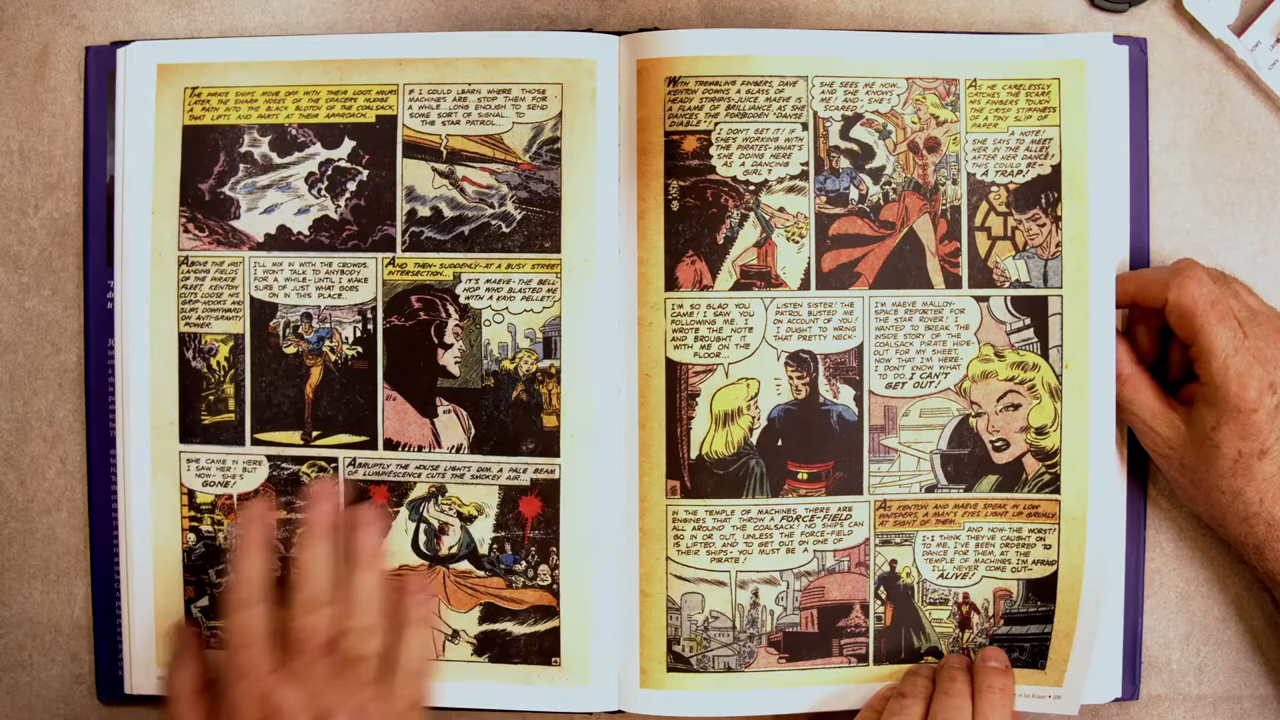 THE PIRATE SHIPS MOVE OFF WITH THEIR LOOT. HOURS
LATER, THE SHARP NOSES OF THE SPACERS NUDGE
A PATH INTO THE BLACK BLOTCH OF THE COALSACK,
THAT LIFTS AND PARTS AT THEIR APPROACH...
IF I COULD LEARN WHERE THOSE
MACHINES ARE...STOP THEM FOR
A WHILE...LONG ENOUGH TO SEND
SOME SORT OF SIGNAL...TO
THE STAR PATROL...
ABOVE THE VAST
LANDING FIELDS
OF THE PIRATE
FLEET, KENTON
CUTS LOOSE HIS
GRIP-HOOKS AND
SLIPS DOWNWARD
ON ANTI-GRAVITY
POWER.
I'LL MIX IN WITH THE CROWDS.
I WON'T TALK TO ANYBODY
FOR A WHILE-UNTIL I MAKE
SURE OF JUST WHAT GOES
ON IN THIS PLACE..
AND THEN-SUDDENLY-AT A BUSY STREET
INTERSECTION...
IT'S MAEVE-THE BELL-
HOP WHO BLASTED ME
WITH A KAYO PELLET!
SHE CAME IN HERE.
I SAW HER! BUT
NOW- SHE'S
GONE!
ABRUPTLY THE HOUSE LIGHTS DIM. A PALE BEAM
OF LUMINESCENCE CUTS THE SMOKEY AIR...
4
WITH TREMBLING FINGERS, DAVE
KENTON DOWNS A GLASS OF
HEADY STIRIPIS-JUICE. MAEVE IS
A FLAME OF BRILLIANCE, AS SHE
DANCES THE FORBIDDEN "DANSE
DIABLE"!
I DON'T GET IT! IF
SHE'S WORKING WITH
THE PIRATES-WHAT'S
SHE DOING HERE
AS A DANCING
GIRL?
SHE SEES ME NOW.
AND SHE KNOWS
ME! AND- SHE'S
SCARED!
AS HE CARELESSLY
CATCHES THE SCARF,
HIS FINGERS TOUCH
THE CRISP STIFFNESS
OF A TINY SLIP OF
PAPER...
A NOTE!
SHE SAYS TO MEET
HER IN THE ALLEY,
AFTER HER DANCE!
THIS COULD BE-
A TRAP!
I'M SO GLAD YOU
CAME! I SAW YOU
FOLLOWING ME. I
WROTE THE NOTE
AND BROUGHT IT
WITH ME ON THE
FLOOR...
LISTEN SISTER! THE
PATROL BUSTED ME
ON ACCOUNT OF YOU!
I OUGHT TO WRING
THAT PRETTY NECK-
I'M MAEVE MALLOY-
SPACE REPORTER FOR
THE STAR ROVER! I
WANTED TO BREAK THE
INSIDE STORY OF THE
COALSACK PIRATE HIDE-
OUT FOR MY SHEET.
NOW THAT I'M HERE-
I DON'T KNOW WHAT
TO DO. I CAN'T
GET OUT!
IN THE TEMPLE OF MACHINES THERE ARE
ENGINES THAT THROW A FORCE-FIELD
ALL AROUND THE COALSACK! NO SHIPS CAN
GO IN OR OUT, UNLESS THE FORCE-FIELD
IS LIFTED, AND TO GET OUT ON ONE OF
THEIR SHIPS- YOU MUST BE A
PIRATE!
AS KENTON AND MAEVE SPEAK IN LOW
WHISPERS, A MAN'S EYES LIGHT UP GRIMLY
AT SIGHT OF THEM...
AND NOW-THE WORST!
I-I THINK THEY'VE CAUGHT ON
TO ME. I'VE BEEN ORDERED TO
DANCE FOR THEM, AT THE
TEMPLE OF MACHINES. I'M AFRAID
I'LL NEVER COME OUT-
ALIVE!